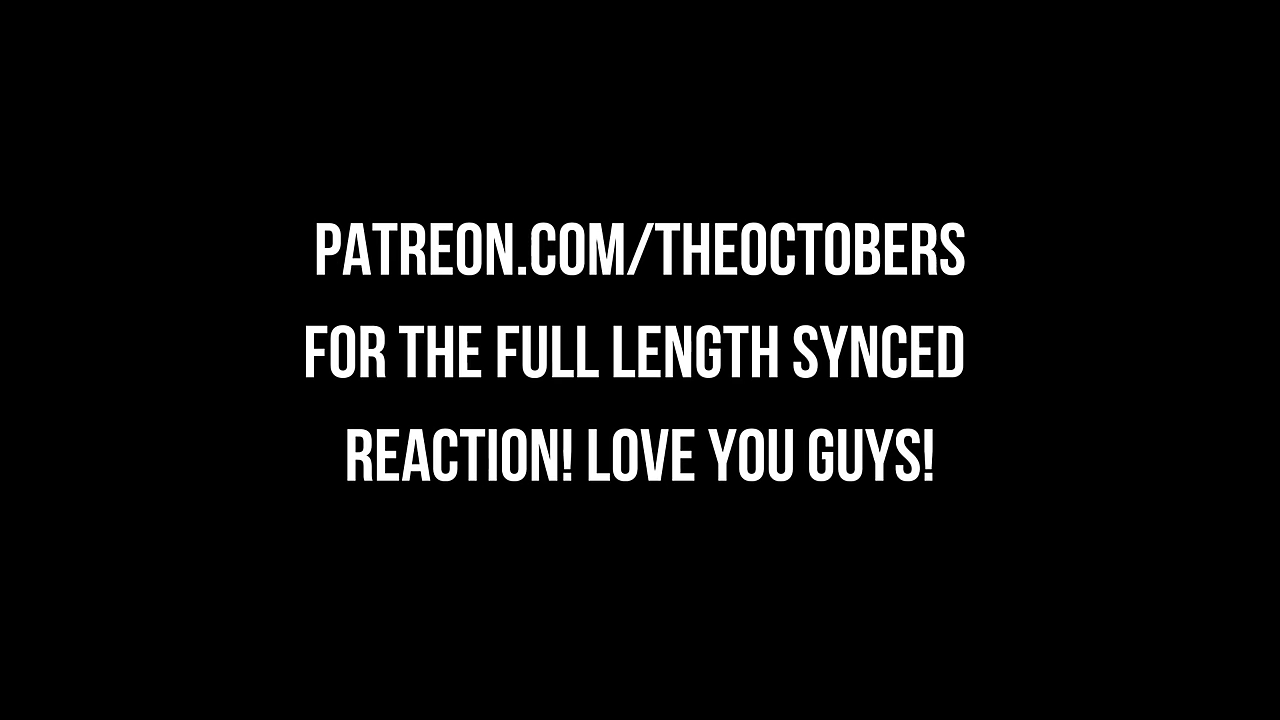 PATREON.COM/THEOCTOBERS
FOR THE FULL LENGTH SYNCED
REACTION! LOVE YOU GUYS!